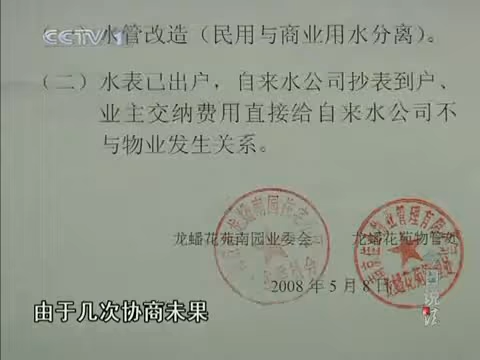 CCTV-1
（一）水管改造（民用与商业用水分离）。
（二）水表已出户，自来水公司抄表到户、
业主交纳费用直接给自来水公司不
与物业发生关系。
龙蟠花苑南园业委会 龙蟠花苑物管处
2008 年 5 月 8 日
由于几次协商未果